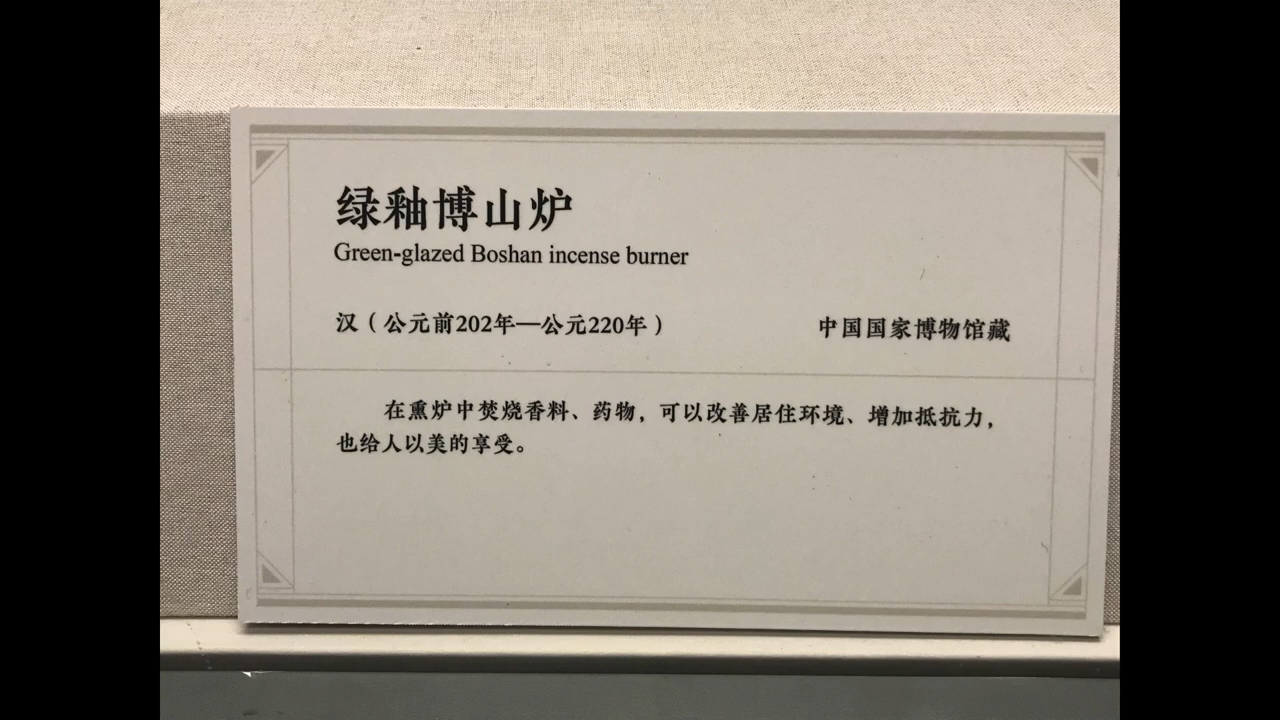 绿釉博山炉
Green-glazed Boshan incense burner
汉（公元前202年—公元220年） 中国国家博物馆藏
在熏炉中焚烧香料、药物，可以改善居住环境、增加抵抗力，
也给人以美的享受。